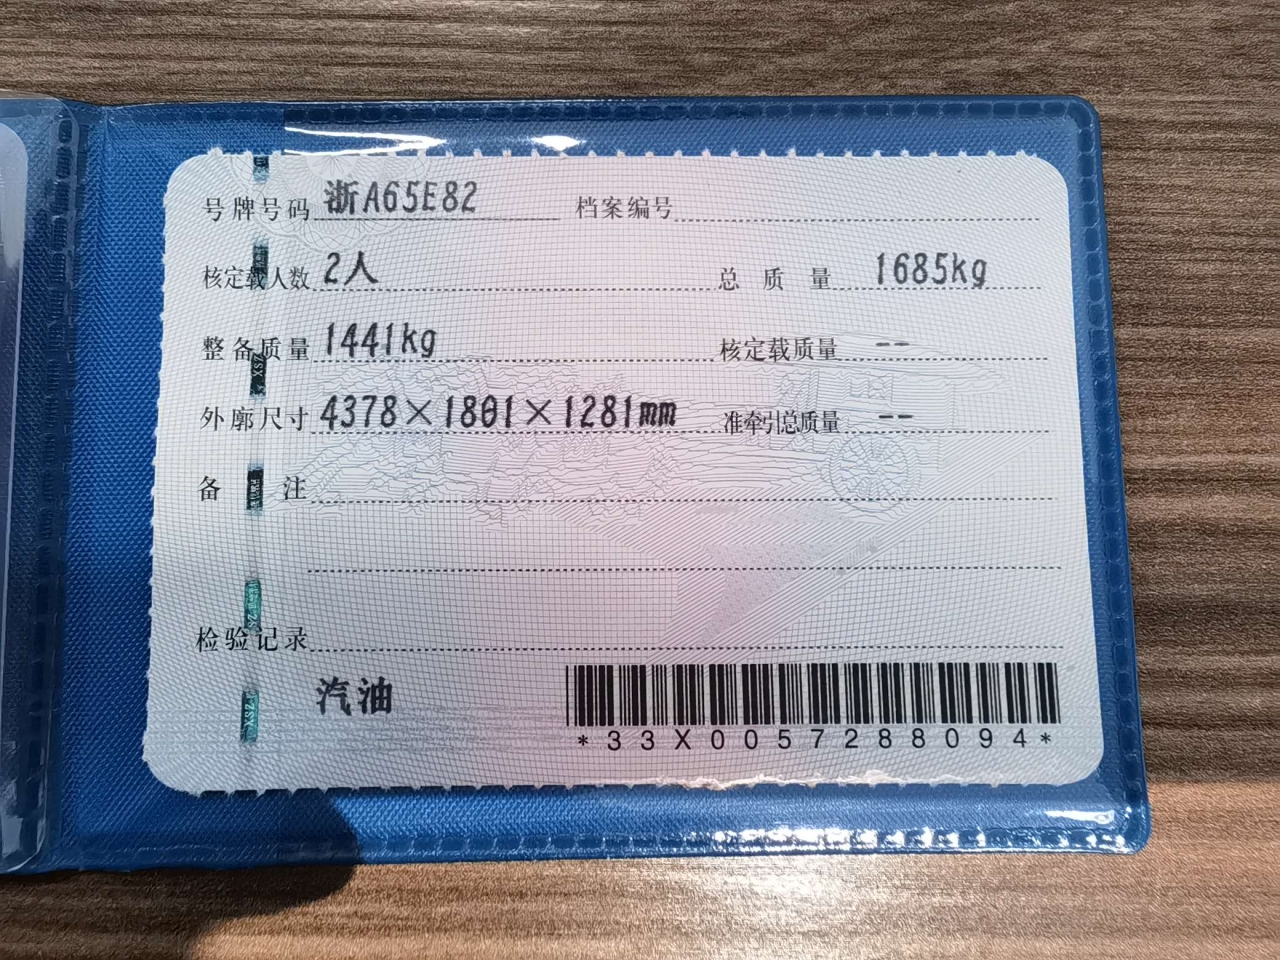 号牌号码 浙A65E82 档案编号
核定载人数 2人 总质量 1685kg
整备质量 1441kg 核定载质量 --
外廓尺寸 4378×1801×1281mm 准牵引总质量 --
备注
检验记录
汽油
*33X0057288094*